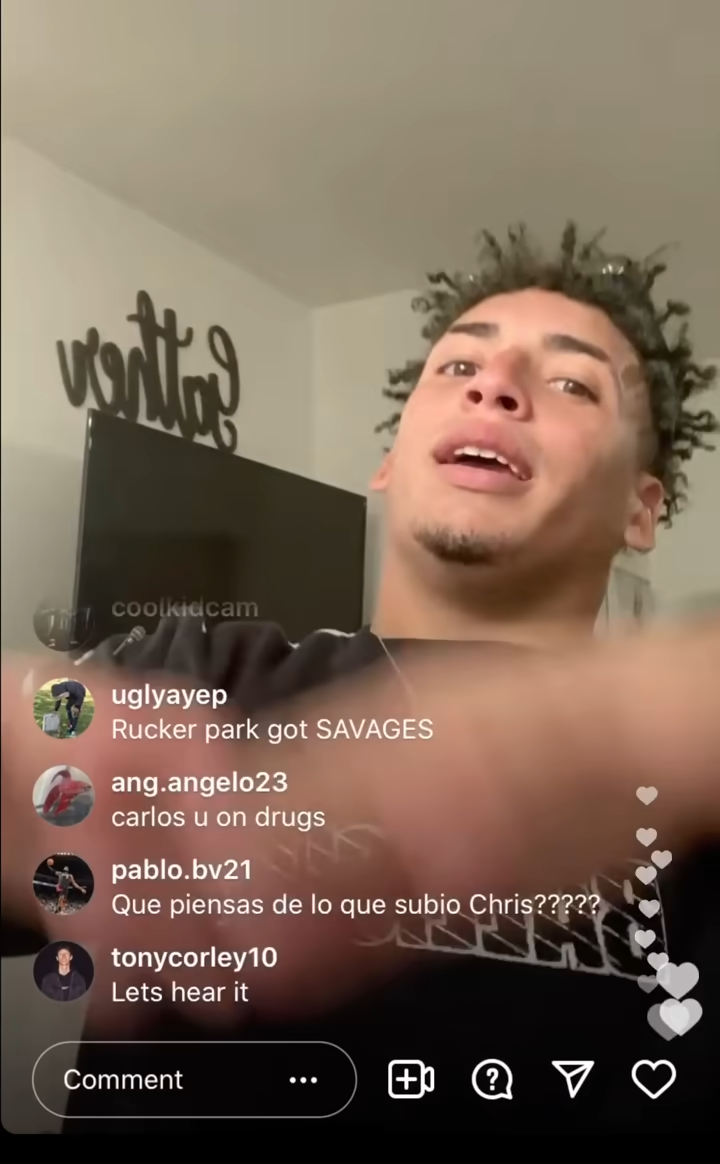 Gather
coolkidcam
uglyayep
Rucker park got SAVAGES
ang.angelo23
carlos u on drugs
pablo.bv21
Que piensas de lo que subio Chris?????
tonycorley10
Lets hear it
Comment